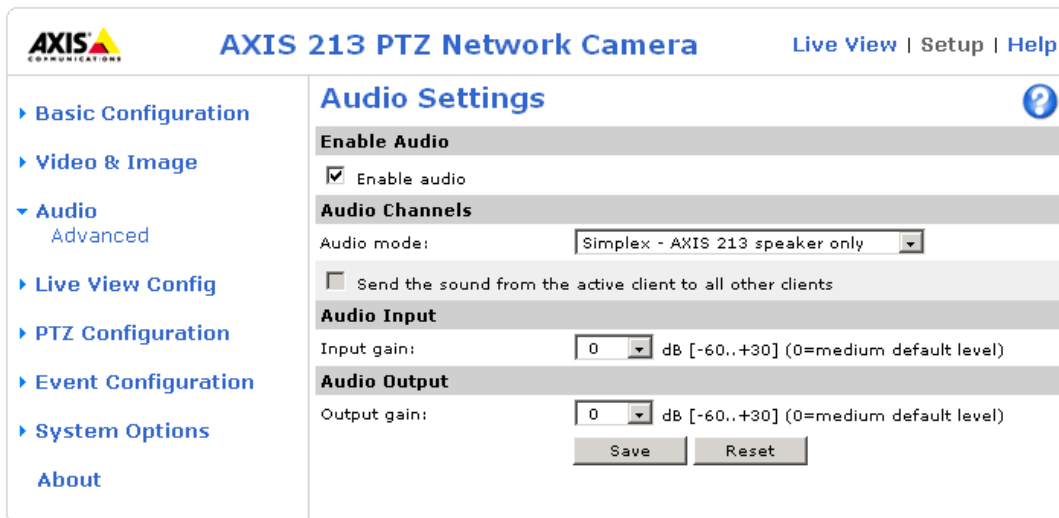 AXIS
COMMUNICATIONS
AXIS 213 PTZ Network Camera
Live View | Setup | Help
Basic Configuration
Video & Image
Audio
Advanced
Live View Config
PTZ Configuration
Event Configuration
System Options
About
Audio Settings
?
Enable Audio
Enable audio
Audio Channels
Audio mode: Simplex - AXIS 213 speaker only
Send the sound from the active client to all other clients
Audio Input
Input gain: 0 dB [-60..+30] (0=medium default level)
Audio Output
Output gain: 0 dB [-60..+30] (0=medium default level)
Save Reset